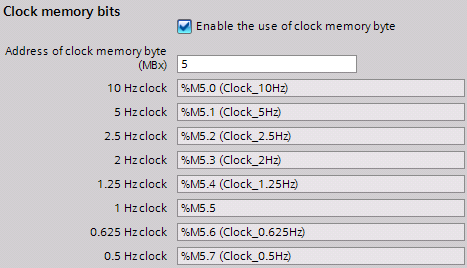 Clock memory bits
Enable the use of clock memory byte
Address of clock memory byte
(MBx) 5
10 Hz clock %M5.0 (Clock_10Hz)
5 Hz clock %M5.1 (Clock_5Hz)
2.5 Hz clock %M5.2 (Clock_2.5Hz)
2 Hz clock %M5.3 (Clock_2Hz)
1.25 Hz clock %M5.4 (Clock_1.25Hz)
1 Hz clock %M5.5
0.625 Hz clock %M5.6 (Clock_0.625Hz)
0.5 Hz clock %M5.7 (Clock_0.5Hz)